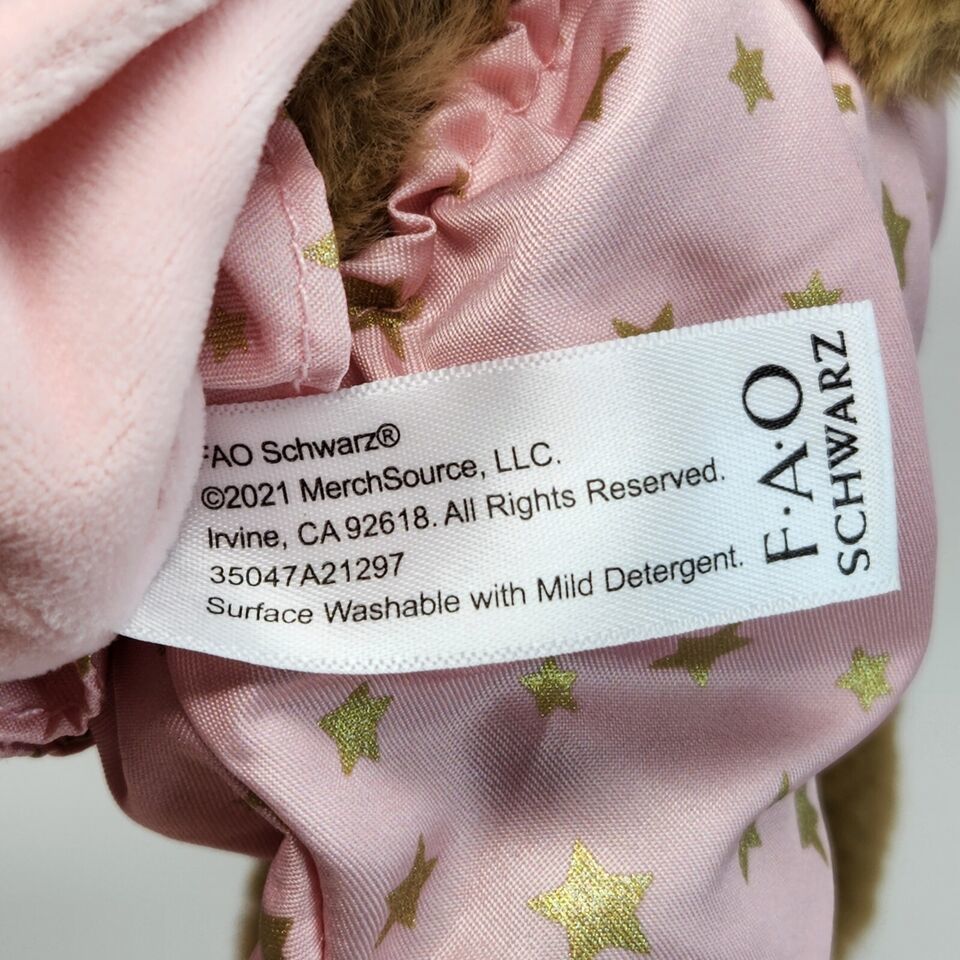 FAO Schwarz®
©2021 MerchSource, LLC.
Irvine, CA 92618. All Rights Reserved.
35047A21297
Surface Washable with Mild Detergent.
F·A·O
SCHWARZ